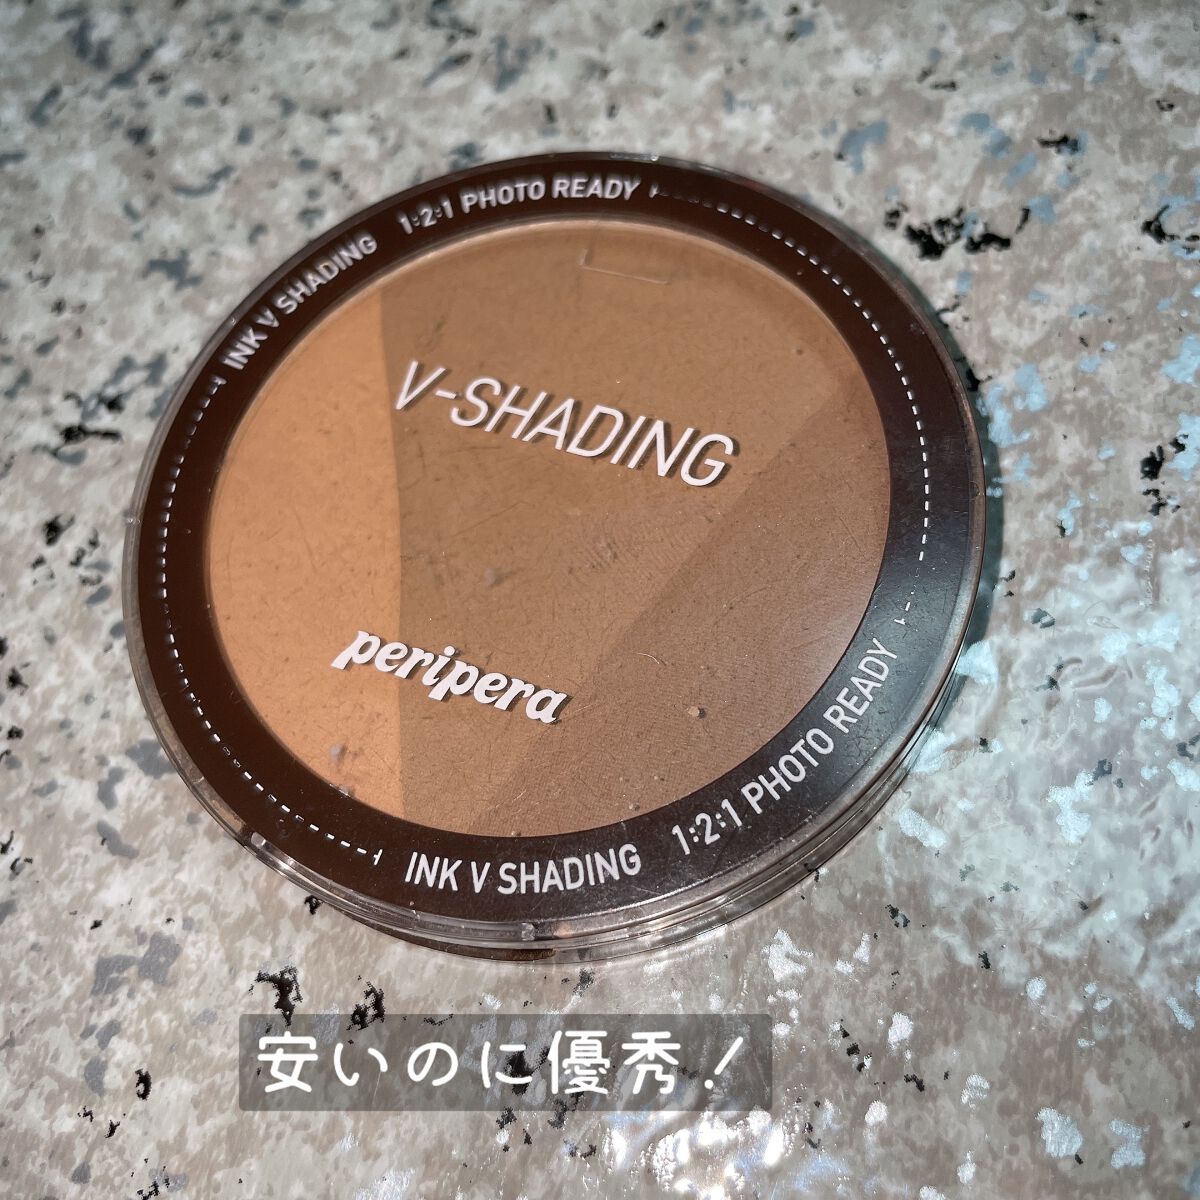 INK V SHADING 1:2:1 PHOTO READY
V-SHADING
peripera
INK V SHADING 1:2:1 PHOTO READY
安いのに優秀！